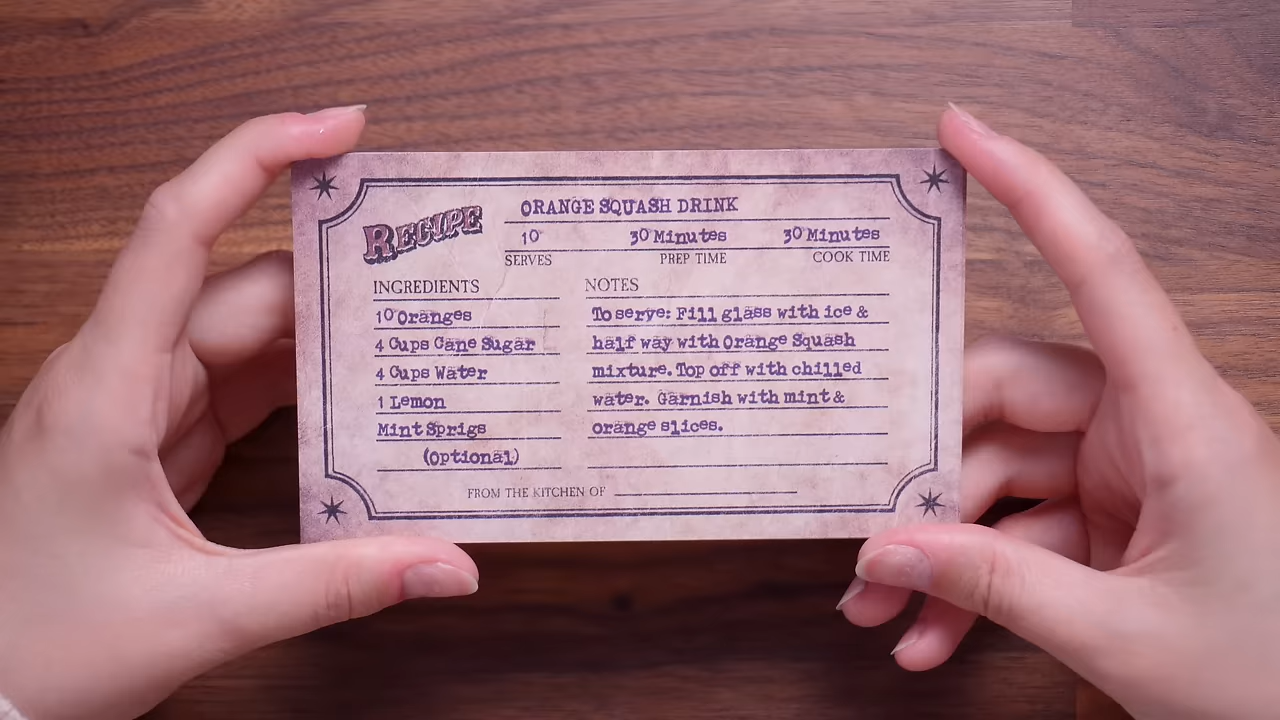 RECIPE
ORANGE SQUASH DRINK
10 30 Minutes 30 Minutes
SERVES PREP TIME COOK TIME
INGREDIENTS
10 Oranges
4 Cups Cane Sugar
4 Cups Water
1 Lemon
Mint Sprigs
(Optional)
NOTES
To serve: Fill glass with ice &
half way with Orange Squash
mixture. Top off with chilled
water. Garnish with mint &
orange slices.
FROM THE KITCHEN OF